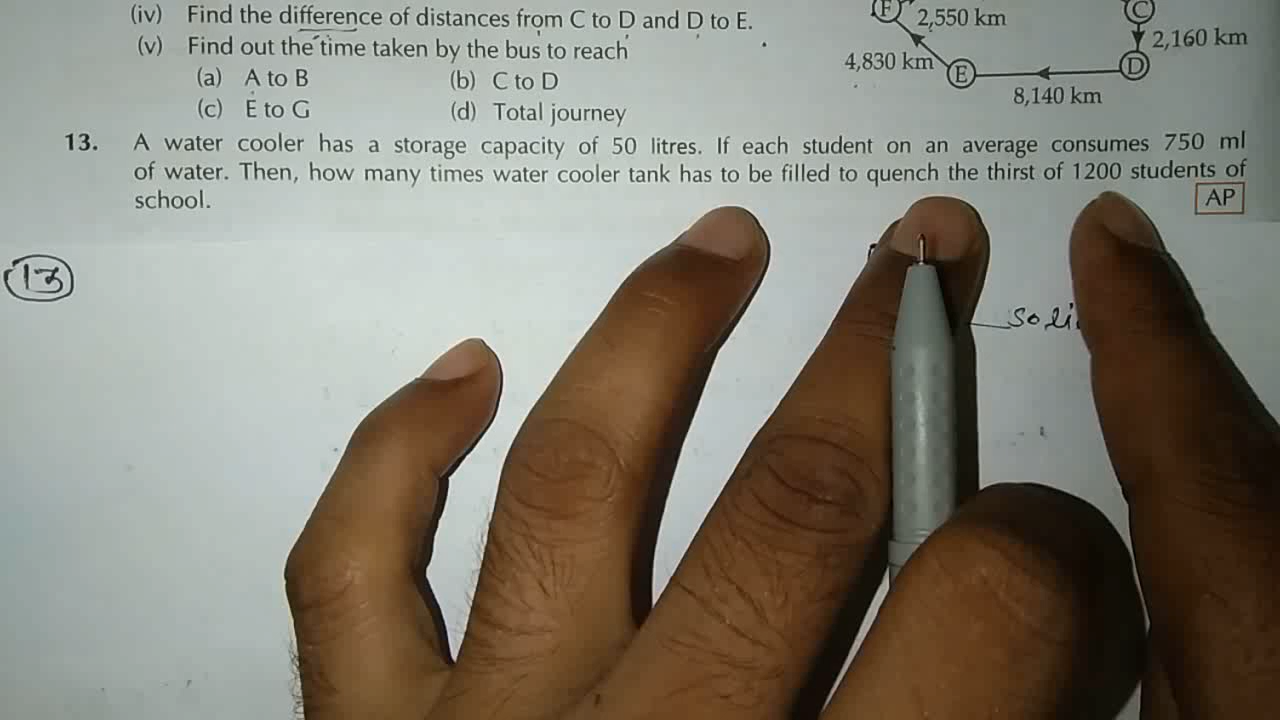 (iv) Find the difference of distances from C to D and D to E.
(v) Find out the time taken by the bus to reach
(a) A to B (b) C to D
(c) E to G (d) Total journey
F 2,550 km
C
2,160 km
4,830 km E
D
8,140 km
13. A water cooler has a storage capacity of 50 litres. If each student on an average consumes 750 ml
of water. Then, how many times water cooler tank has to be filled to quench the thirst of 1200 students of
school.
AP
13